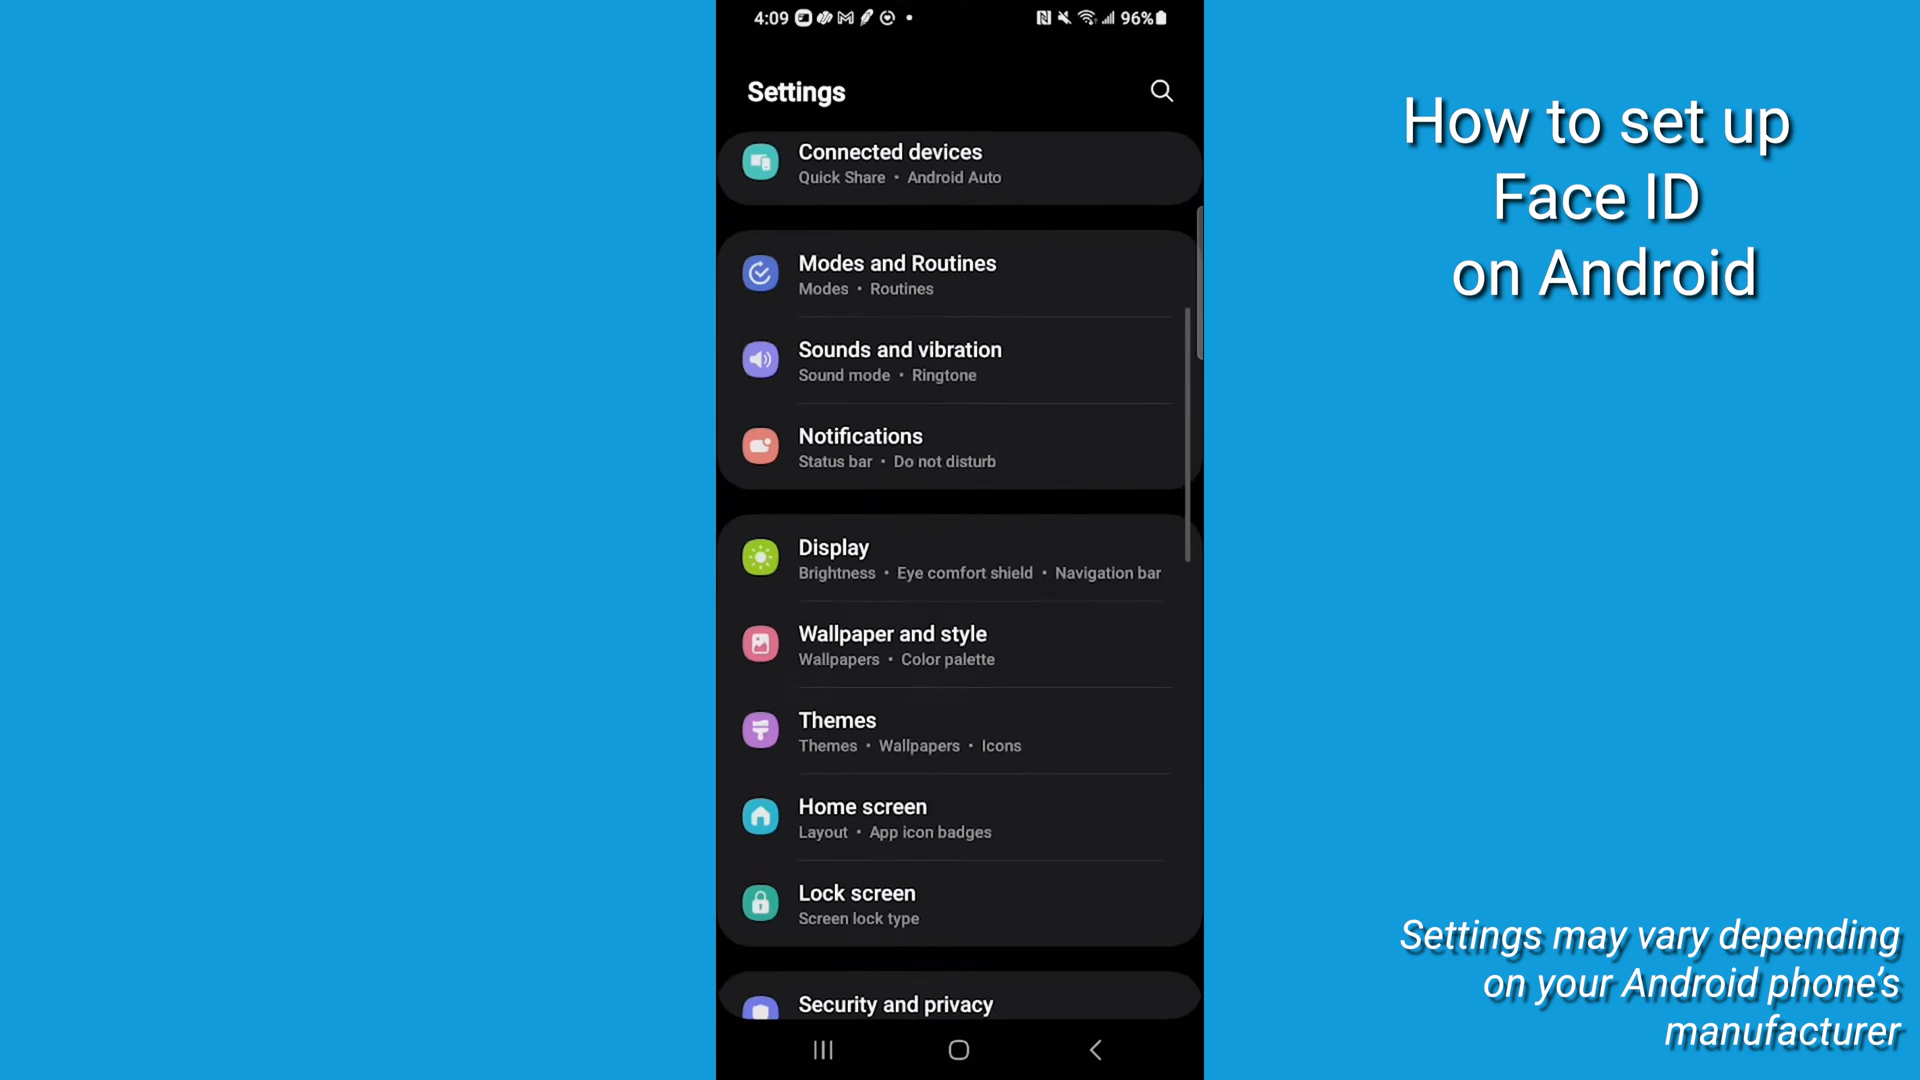 4:09
96%
Settings
Connected devices
Quick Share • Android Auto
Modes and Routines
Modes • Routines
Sounds and vibration
Sound mode • Ringtone
Notifications
Status bar • Do not disturb
Display
Brightness • Eye comfort shield • Navigation bar
Wallpaper and style
Wallpapers • Color palette
Themes
Themes • Wallpapers • Icons
Home screen
Layout • App icon badges
Lock screen
Screen lock type
Security and privacy
How to set up
Face ID
on Android
Settings may vary depending
on your Android phone’s
manufacturer